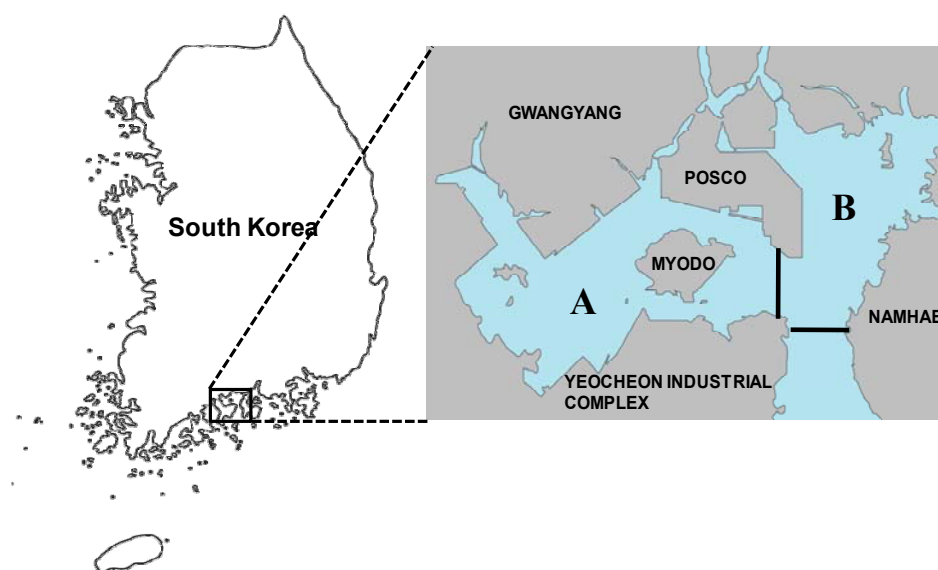 South Korea
GWANGYANG
POSCO
B
MYODO
A
NAMHAE
YEOCHEON INDUSTRIAL
COMPLEX